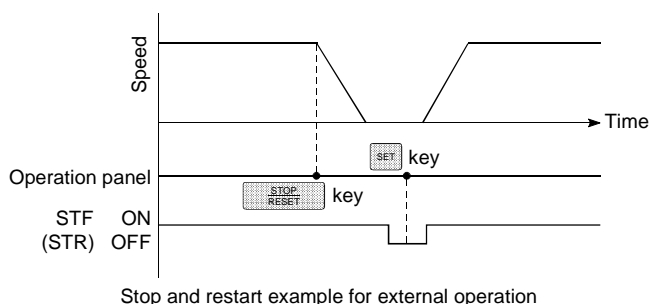 Speed
Time
SET key
Operation panel
STOP
RESET key
STF ON
(STR) OFF
Stop and restart example for external operation